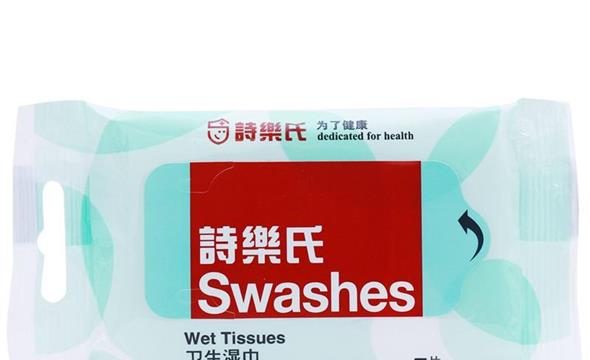 詩樂氏 为了健康
dedicated for health
詩樂氏
Swashes
Wet Tissues
卫生湿巾
片